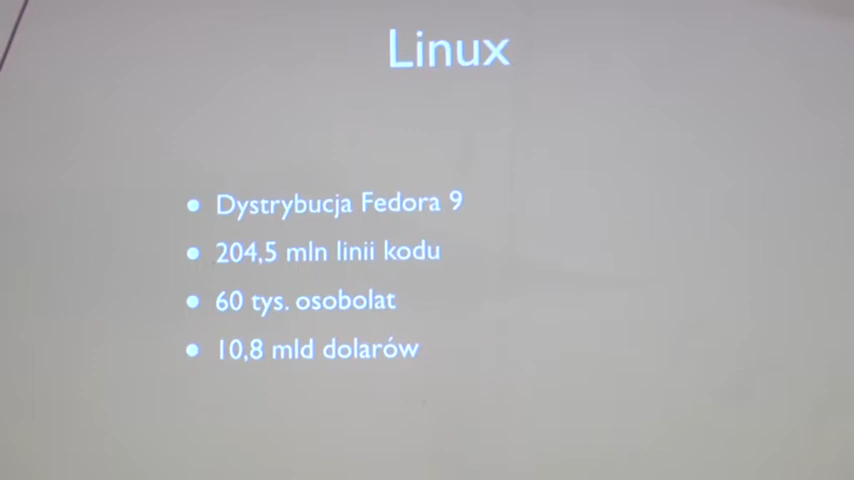 Linux
Dystrybucja Fedora 9
204,5 mln linii kodu
60 tys. osobolat
10,8 mld dolarów